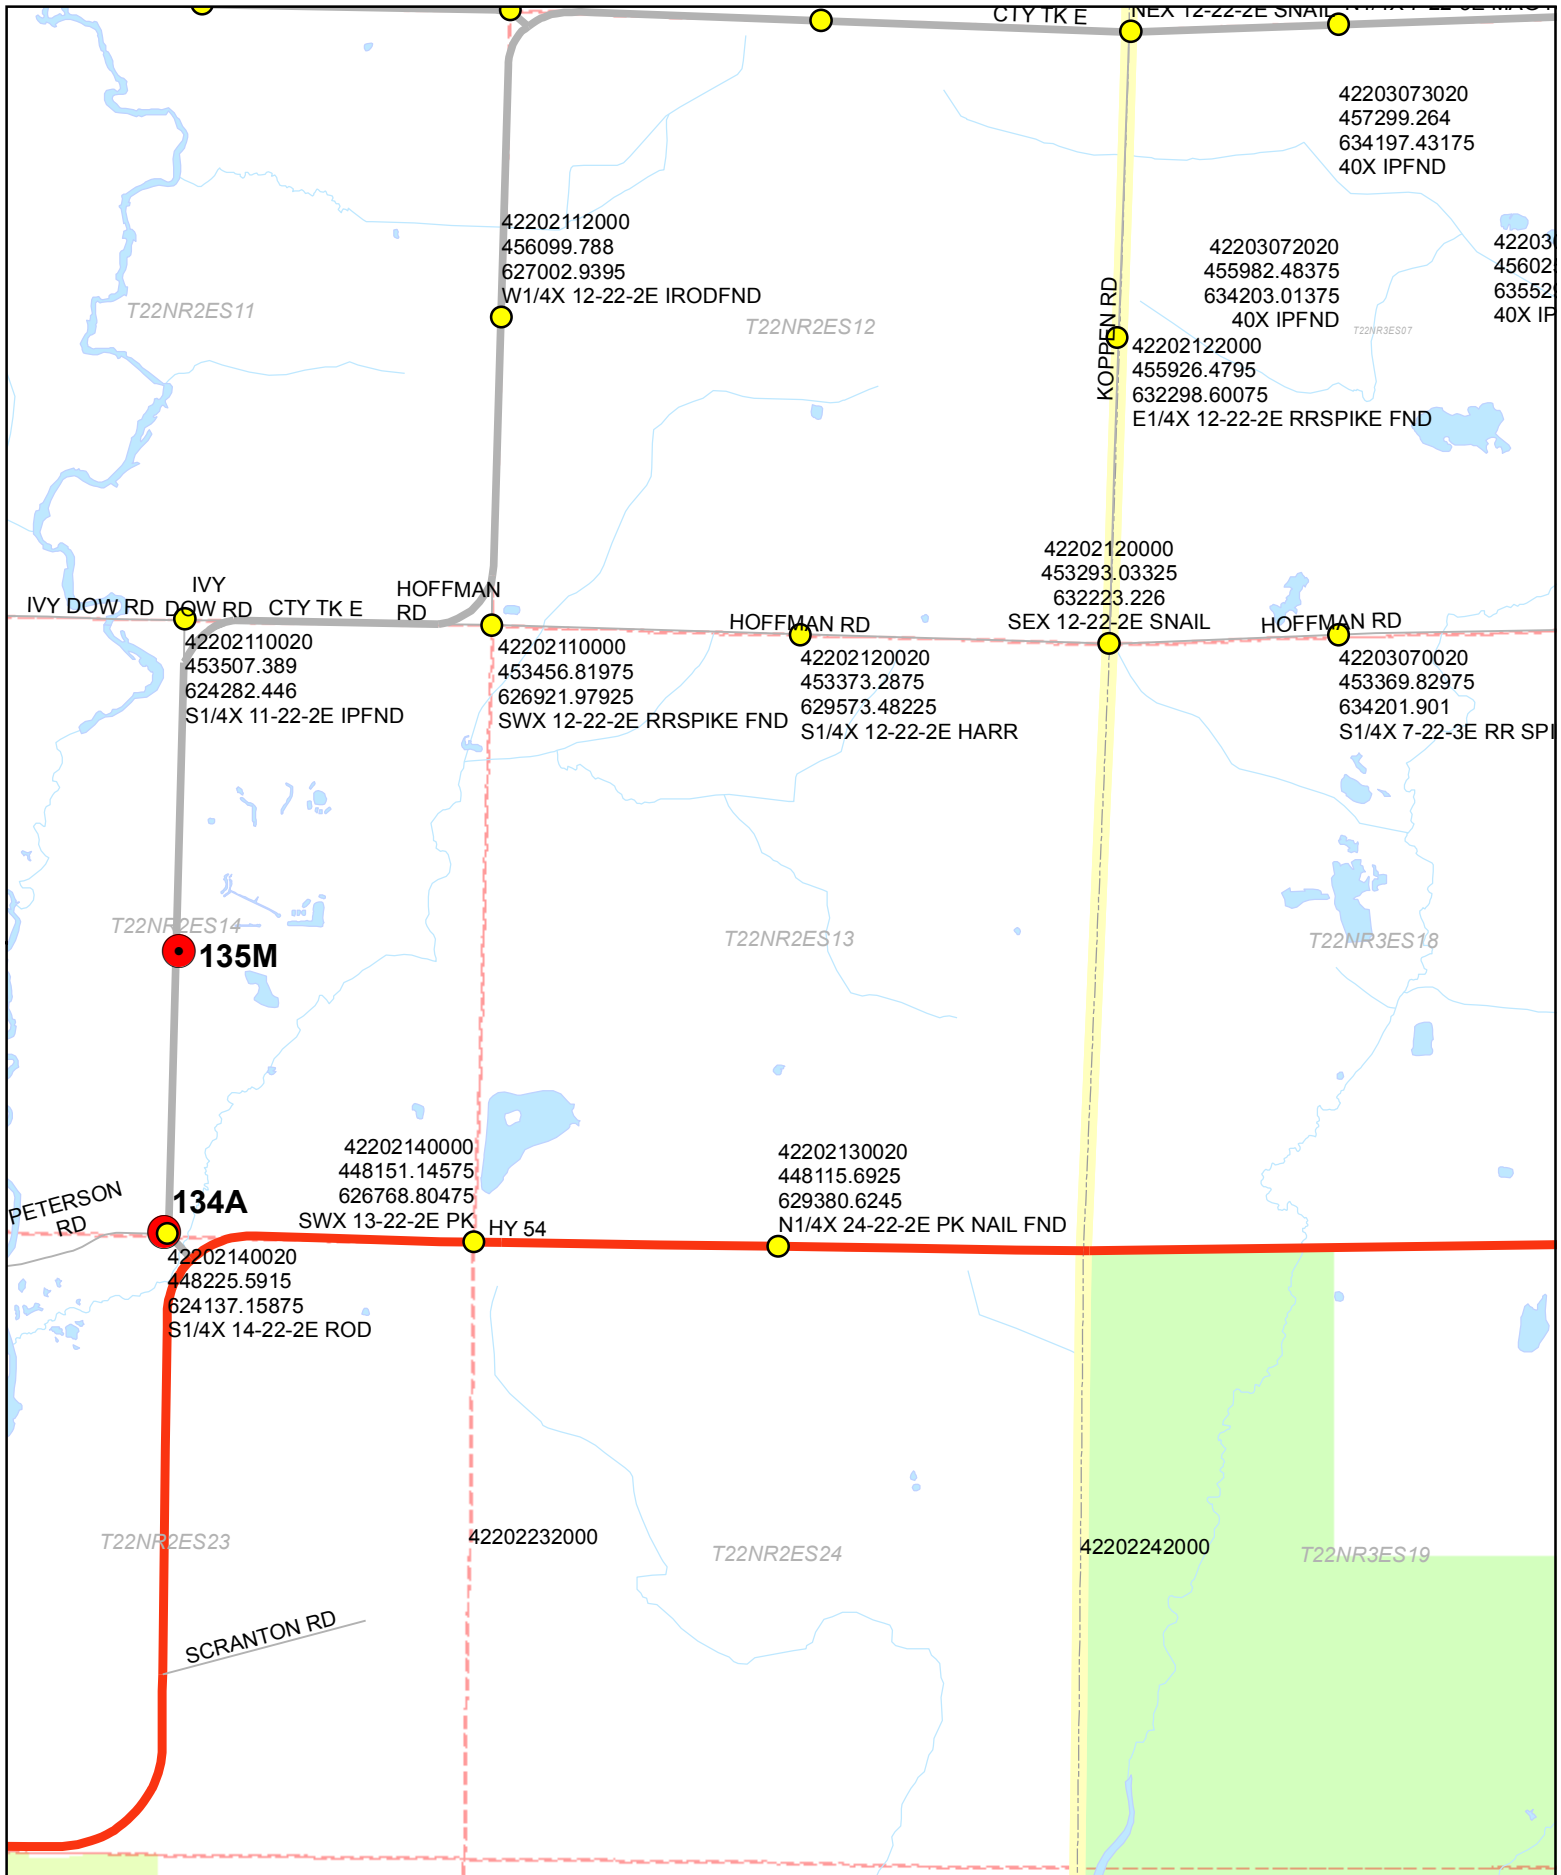 CTY TK E
NEX 12-22-2E SNAIL
42203073020
457299.264
634197.43175
40X IPFND
42202112000
456099.788
627002.9395
W1/4X 12-22-2E IRODFND
42203072020
455982.48375
634203.01375
40X IPFND
T22NR2ES11
T22NR2ES12
T22NR3ES07
KOPPEN RD
42202122000
455926.4795
632298.60075
E1/4X 12-22-2E RRSPIKE FND
42202120000
453293.03325
632223.226
SEX 12-22-2E SNAIL
IVY DOW RD
IVY
DOW RD
CTY TK E
HOFFMAN
RD
HOFFMAN RD
HOFFMAN RD
42202110020
453507.389
624282.446
S1/4X 11-22-2E IPFND
42202110000
453456.81975
626921.97925
SWX 12-22-2E RRSPIKE FND
42202120020
453373.2875
629573.48225
S1/4X 12-22-2E HARR
42203070020
453369.82975
634201.901
S1/4X 7-22-3E RR SPI
T22NR2ES14
135M
T22NR2ES13
T22NR3ES18
PETERSON
RD
134A
42202140000
448151.14575
626768.80475
SWX 13-22-2E PK
HY 54
42202130020
448115.6925
629380.6245
N1/4X 24-22-2E PK NAIL FND
42202140020
448225.5915
624137.15875
S1/4X 14-22-2E ROD
T22NR2ES23
42202232000
T22NR2ES24
42202242000
T22NR3ES19
SCRANTON RD